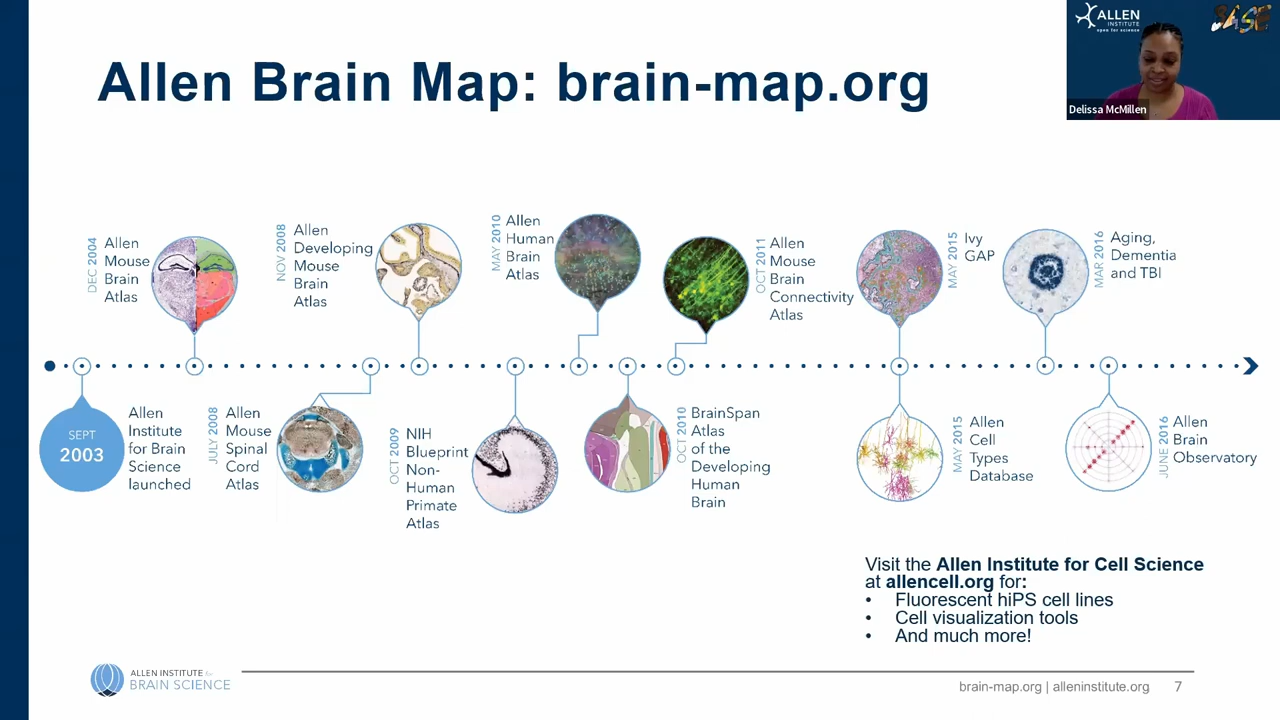 Allen Brain Map: brain-map.org
ALLEN
INSTITUTE
open for science
Delissa McMillen
DEC 2004
Allen
Mouse
Brain
Atlas
NOV 2008
Allen
Developing
Mouse
Brain
Atlas
MAY 2010
Allen
Human
Brain
Atlas
OCT 2011
Allen
Mouse
Brain
Connectivity
Atlas
MAY 2015
Ivy
GAP
MAR 2016
Aging,
Dementia
and TBI
SEPT
2003
Allen
Institute
for Brain
Science
launched
JULY 2008
Allen
Mouse
Spinal
Cord
Atlas
OCT 2009
NIH
Blueprint
Non-
Human
Primate
Atlas
OCT 2010
BrainSpan
Atlas
of the
Developing
Human
Brain
MAY 2015
Allen
Cell
Types
Database
JUNE 2016
Allen
Brain
Observatory
Visit the Allen Institute for Cell Science
at allencell.org for:
• Fluorescent hiPS cell lines
• Cell visualization tools
• And much more!
ALLEN INSTITUTE for
BRAIN SCIENCE
brain-map.org | alleninstitute.org 7